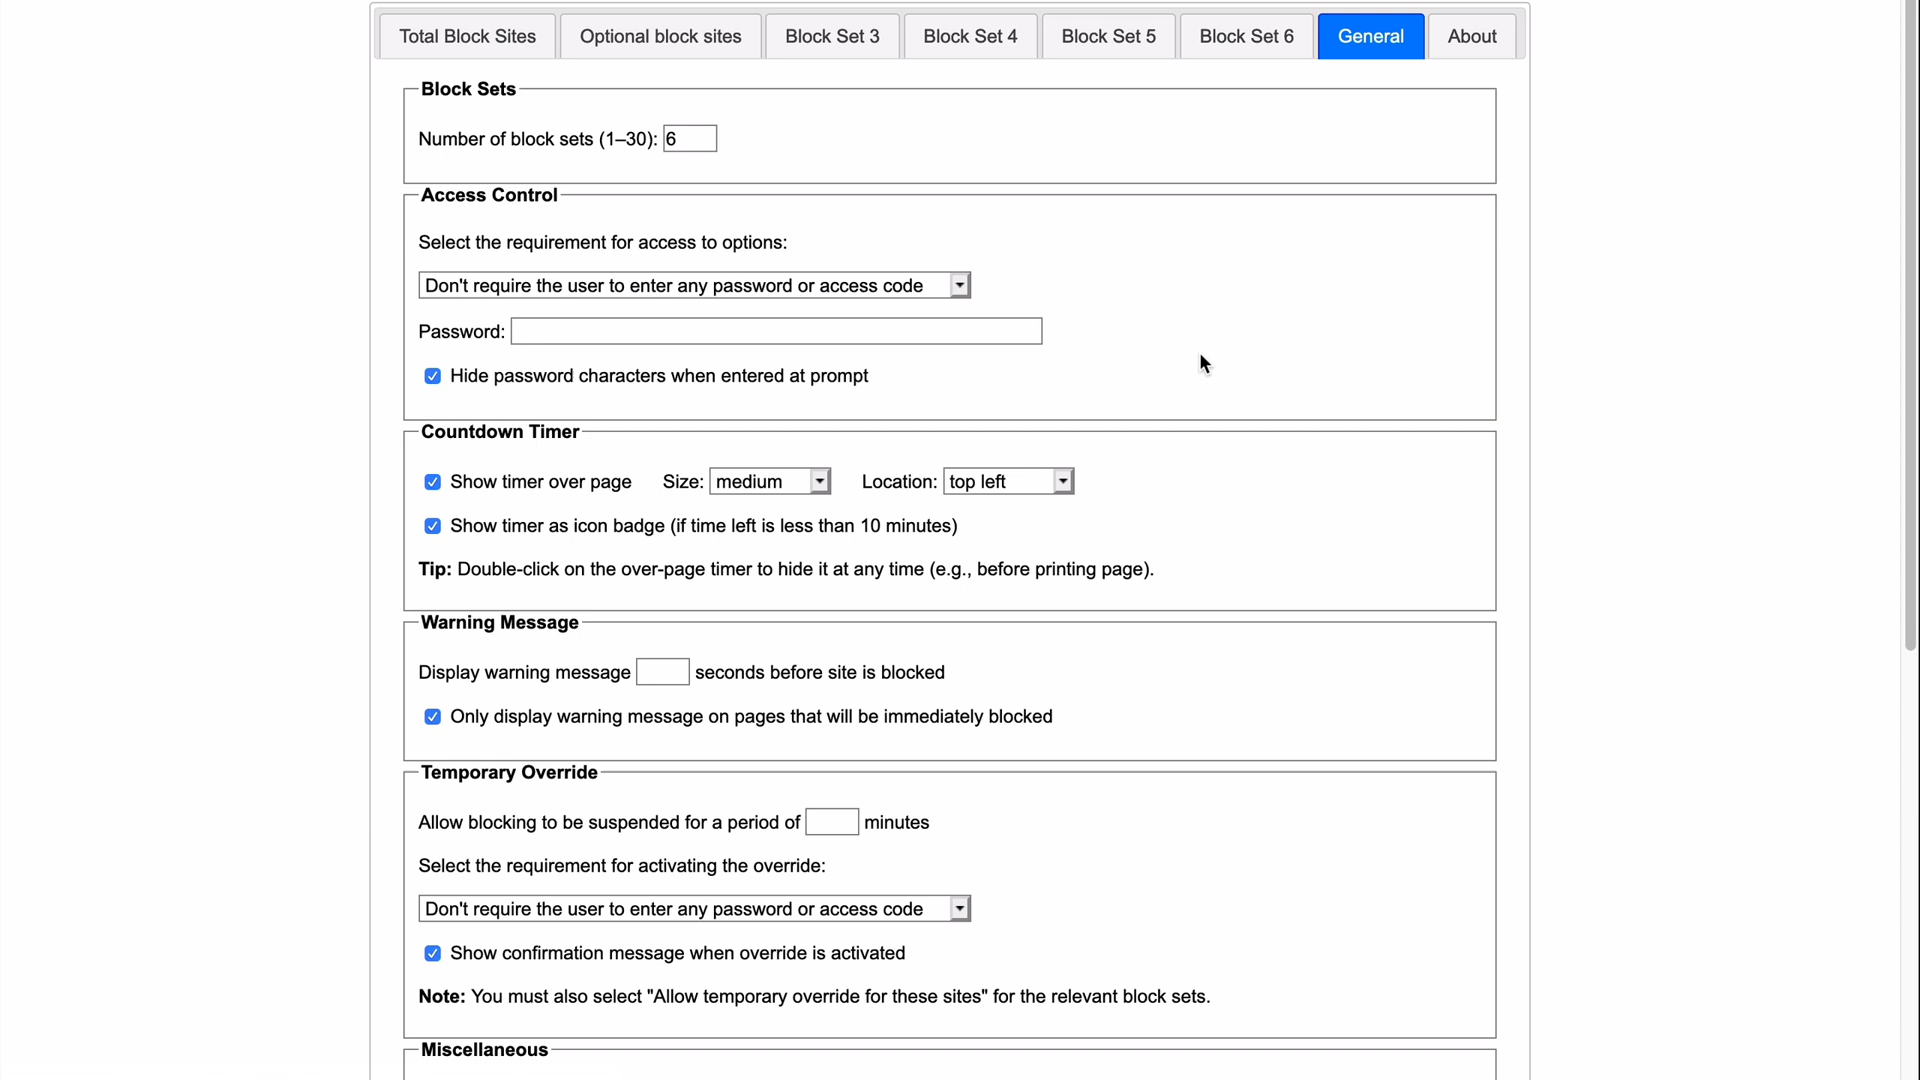 Total Block Sites Optional block sites Block Set 3 Block Set 4 Block Set 5 Block Set 6 General About
Block Sets
Number of block sets (1–30): 6
Access Control
Select the requirement for access to options:
Don't require the user to enter any password or access code
Password:
Hide password characters when entered at prompt
Countdown Timer
Show timer over page Size: medium Location: top left
Show timer as icon badge (if time left is less than 10 minutes)
Tip: Double-click on the over-page timer to hide it at any time (e.g., before printing page).
Warning Message
Display warning message seconds before site is blocked
Only display warning message on pages that will be immediately blocked
Temporary Override
Allow blocking to be suspended for a period of minutes
Select the requirement for activating the override:
Don't require the user to enter any password or access code
Show confirmation message when override is activated
Note: You must also select "Allow temporary override for these sites" for the relevant block sets.
Miscellaneous